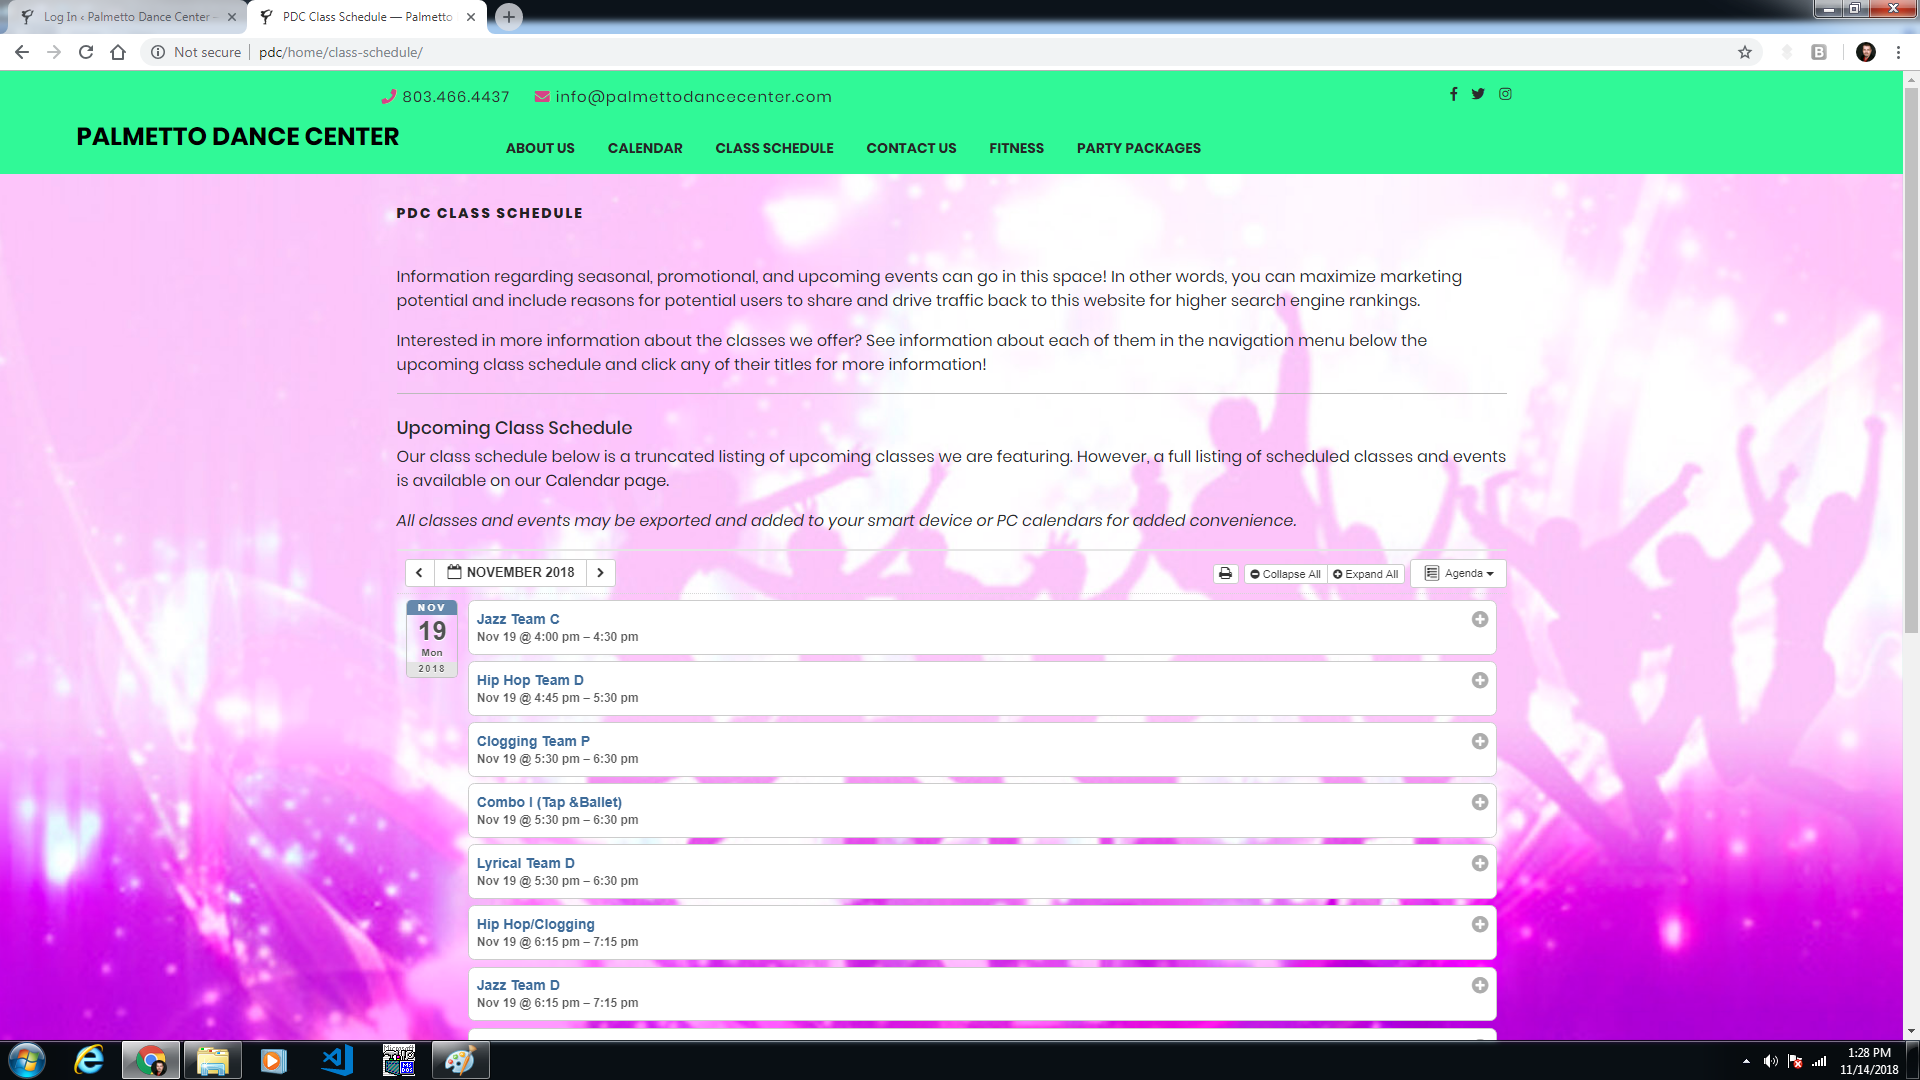 Log In ‹ Palmetto Dance Center -
PDC Class Schedule — Palmetto
Not secure
pdc/home/class-schedule/
B
803.466.4437
info@palmettodancecenter.com
PALMETTO DANCE CENTER
ABOUT US
CALENDAR
CLASS SCHEDULE
CONTACT US
FITNESS
PARTY PACKAGES
PDC CLASS SCHEDULE
Information regarding seasonal, promotional, and upcoming events can go in this space! In other words, you can maximize marketing
potential and include reasons for potential users to share and drive traffic back to this website for higher search engine rankings.
Interested in more information about the classes we offer? See information about each of them in the navigation menu below the
upcoming class schedule and click any of their titles for more information!
Upcoming Class Schedule
Our class schedule below is a truncated listing of upcoming classes we are featuring. However, a full listing of scheduled classes and events
is available on our Calendar page.
All classes and events may be exported and added to your smart device or PC calendars for added convenience.
NOVEMBER 2018
Collapse All
Expand All
Agenda
NOV
19
Mon
2018
Jazz Team C
Nov 19 @ 4:00 pm – 4:30 pm
Hip Hop Team D
Nov 19 @ 4:45 pm – 5:30 pm
Clogging Team P
Nov 19 @ 5:30 pm – 6:30 pm
Combo I (Tap &Ballet)
Nov 19 @ 5:30 pm – 6:30 pm
Lyrical Team D
Nov 19 @ 5:30 pm – 6:30 pm
Hip Hop/Clogging
Nov 19 @ 6:15 pm – 7:15 pm
Jazz Team D
Nov 19 @ 6:15 pm – 7:15 pm
1:28 PM
11/14/2018